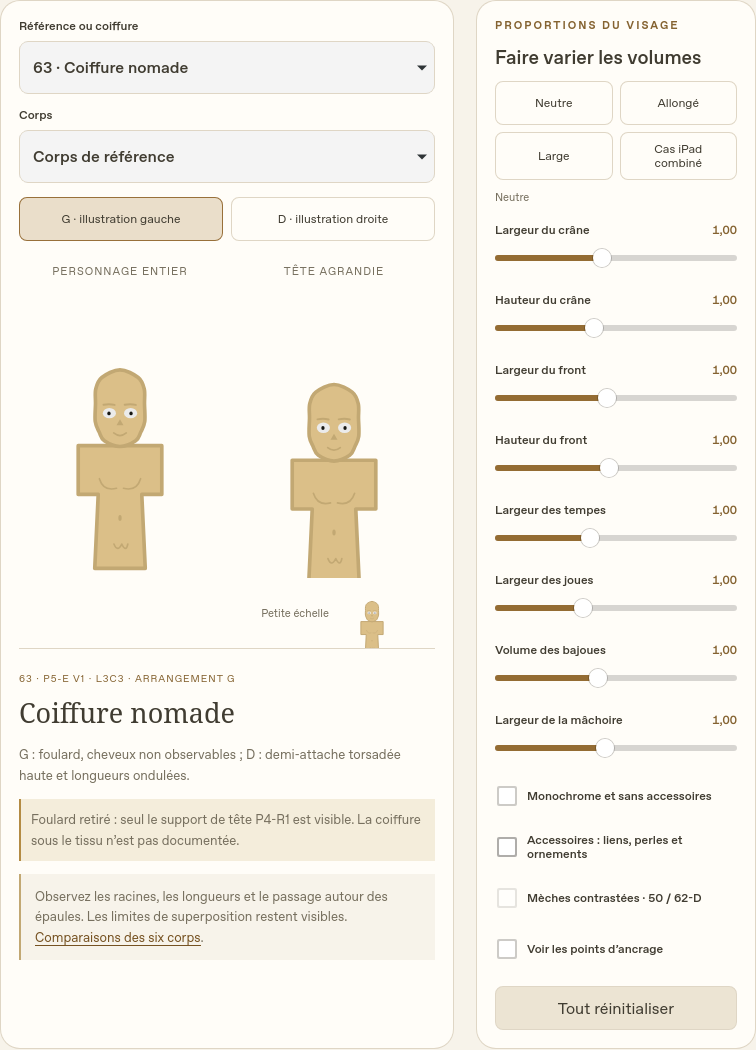 Référence ou coiffure
63 · Coiffure nomade
Corps
Corps de référence
G · illustration gauche
D · illustration droite
PERSONNAGE ENTIER
TÊTE AGRANDIE
Petite échelle
63 · P5-E V1 · L3C3 · ARRANGEMENT G
Coiffure nomade
G : foulard, cheveux non observables ; D : demi-attache torsadée
haute et longueurs ondulées.
Foulard retiré : seul le support de tête P4-R1 est visible. La coiffure
sous le tissu n’est pas documentée.
Observez les racines, les longueurs et le passage autour des
épaules. Les limites de superposition restent visibles.
Comparaisons des six corps.
PROPORTIONS DU VISAGE
Faire varier les volumes
Neutre
Allongé
Large
Cas iPad
combiné
Neutre
Largeur du crâne 1,00
Hauteur du crâne 1,00
Largeur du front 1,00
Hauteur du front 1,00
Largeur des tempes 1,00
Largeur des joues 1,00
Volume des bajoues 1,00
Largeur de la mâchoire 1,00
Monochrome et sans accessoires
Accessoires : liens, perles et
ornements
Mèches contrastées · 50 / 62-D
Voir les points d’ancrage
Tout réinitialiser